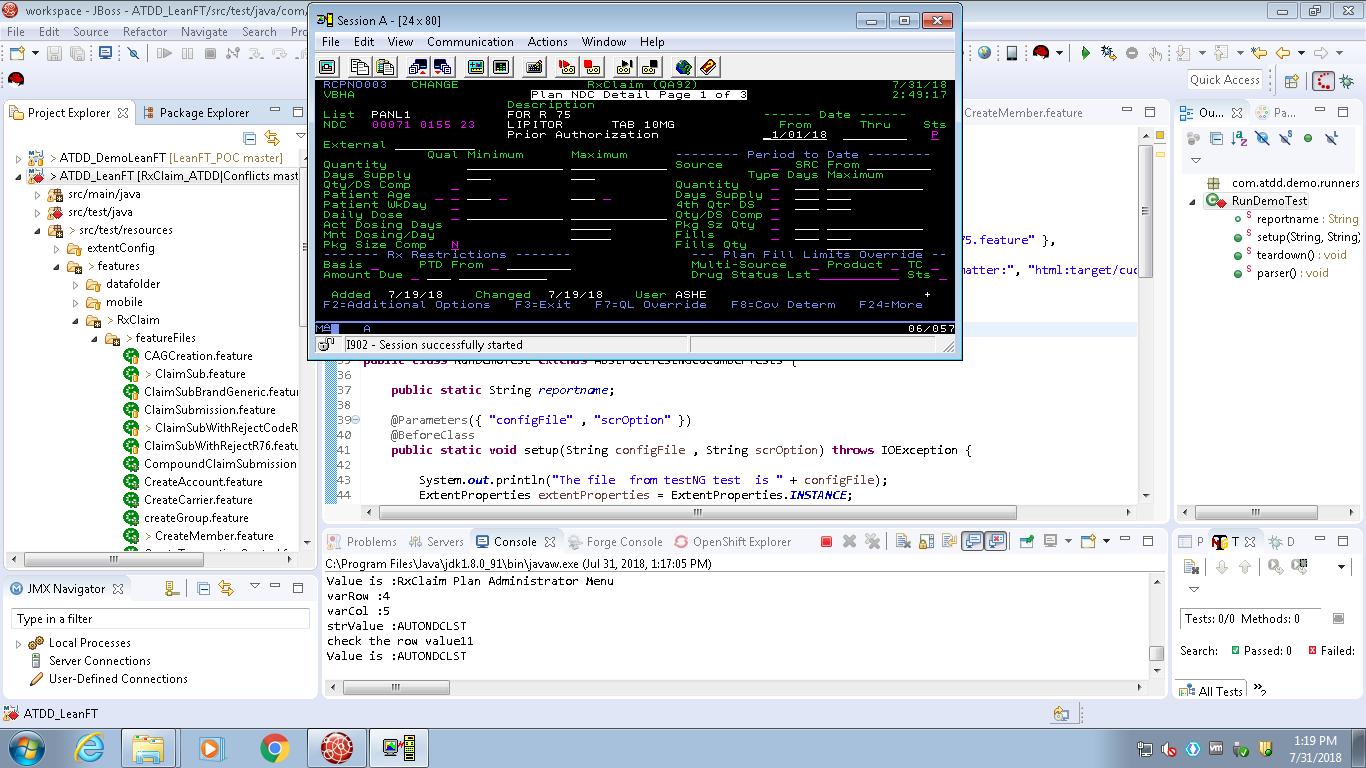 workspace - JBoss - ATDD_LeanFT/src/test/java/com/
File Edit Source Refactor Navigate Search Project
Quick Access
Session A - [24 x 80]
File Edit View Communication Actions Window Help
RCPNO003 CHANGE RxClaim (QA92) 7/31/18
VBHA Plan NDC Detail Page 1 of 3 2:49:17
Description
List PANL1 FOR R 75 ------ Date ------
NDC 00071 0155 23 LIPITOR TAB 10MG From Thru Sts
Prior Authorization _1/01/18 P
External
Qual Minimum Maximum -------- Period to Date --------
Quantity Source _ SRC From
Days Supply Type Days Maximum
Qty/DS Comp _ Quantity
Patient Age _ _ Days Supply
Patient WkDay _ 4th Qtr DS
Daily Dose _ Qty/DS Comp
Act Dosing Days Pkg Sz Qty
Mnt Dosing/Day Fills
Pkg Size Comp N Fills Qty
------- Rx Restrictions ------- --- Plan Fill Limits Override --
Basis _ PTD From _ Multi-Source _ Product _ TC _
Amount Due _ Drug Status Lst Sts _
Added 7/19/18 Changed 7/19/18 User ASHE +
F2=Additional Options F3=Exit F7=QL Override F8=Cov Determ F24=More
MA A 06/057
I902 - Session successfully started
Project Explorer Package Explorer
> ATDD_DemoLeanFT [LeanFT_POC master]
> ATDD_LeanFT [RxClaim_ATDD|Conflicts mast
> src/main/java
src/test/java
> src/test/resources
extentConfig
> features
datafolder
mobile
> RxClaim
> featureFiles
CAGCreation.feature
> ClaimSub.feature
ClaimSubBrandGeneric.featu
ClaimSubmission.feature
> ClaimSubWithRejectCodeR
ClaimSubWithRejectR76.featu
CompoundClaimSubmission
CreateAccount.feature
CreateCarrier.feature
createGroup.feature
> CreateMember.feature
CreateMember.feature
75.feature" },
matter:", "html:target/cuc
36
37 public static String reportname;
38
39 @Parameters({ "configFile" , "scrOption" })
40 @BeforeClass
41 public static void setup(String configFile , String scrOption) throws IOException {
42
43 System.out.println("The file from testNG test is " + configFile);
44 ExtentProperties extentProperties = ExtentProperties.INSTANCE;
Ou... Pa...
com.atdd.demo.runners
RunDemoTest
reportname : String
setup(String, String)
teardown() : void
parser() : void
JMX Navigator
Type in a filter
Local Processes
Server Connections
User-Defined Connections
Problems Servers Console Forge Console OpenShift Explorer
C:\Program Files\Java\jdk1.8.0_91\bin\javaw.exe (Jul 31, 2018, 1:17:05 PM)
Value is :RxClaim Plan Administrator Menu
varRow :4
varCol :5
strValue :AUTONDCLST
check the row value11
Value is :AUTONDCLST
P T D
Tests: 0/0 Methods: 0
Search: Passed: 0 Failed:
All Tests
ATDD_LeanFT
1:19 PM
7/31/2018